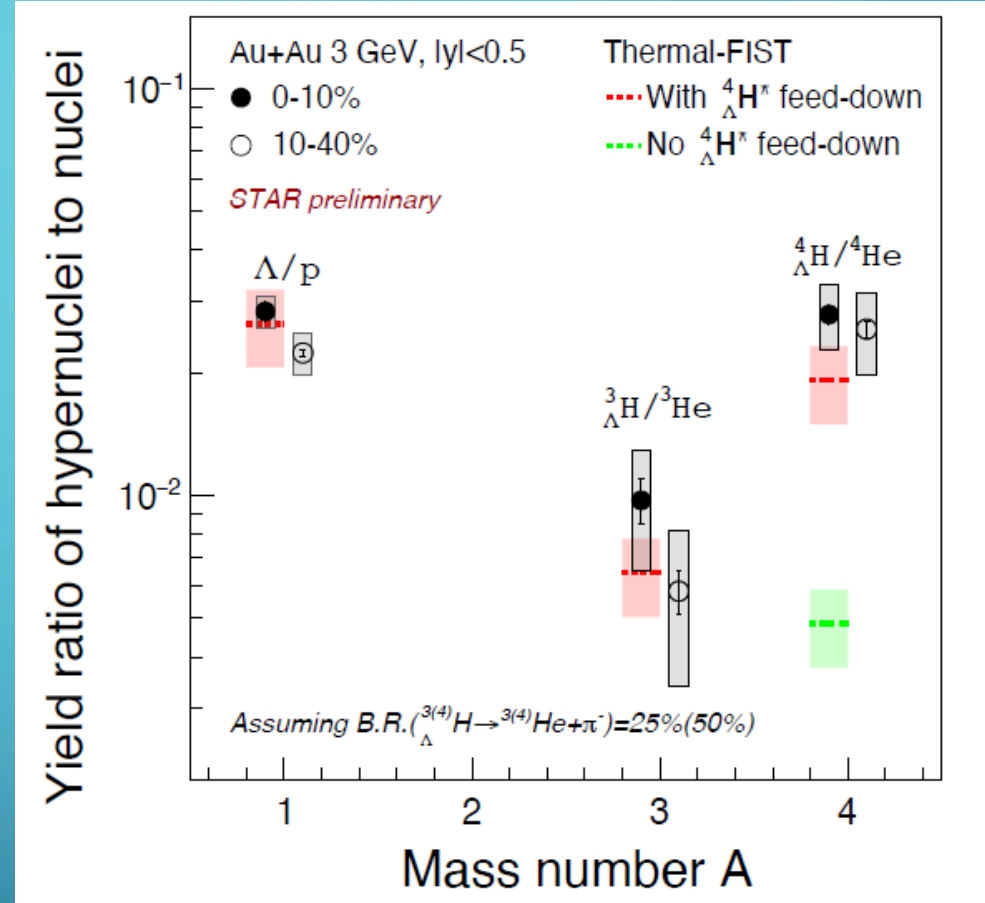 Yield ratio of hypernuclei to nuclei
Au+Au 3 GeV, |y|<0.5
0-10%
10-40%
STAR preliminary
Thermal-FIST
With ⁴ΛH* feed-down
No ⁴ΛH* feed-down
10⁻¹
10⁻²
Λ/p
³ΛH/³He
⁴ΛH/⁴He
Assuming B.R.(³⁽⁴⁾ΛH→³⁽⁴⁾He+π⁻)=25%(50%)
1 2 3 4
Mass number A